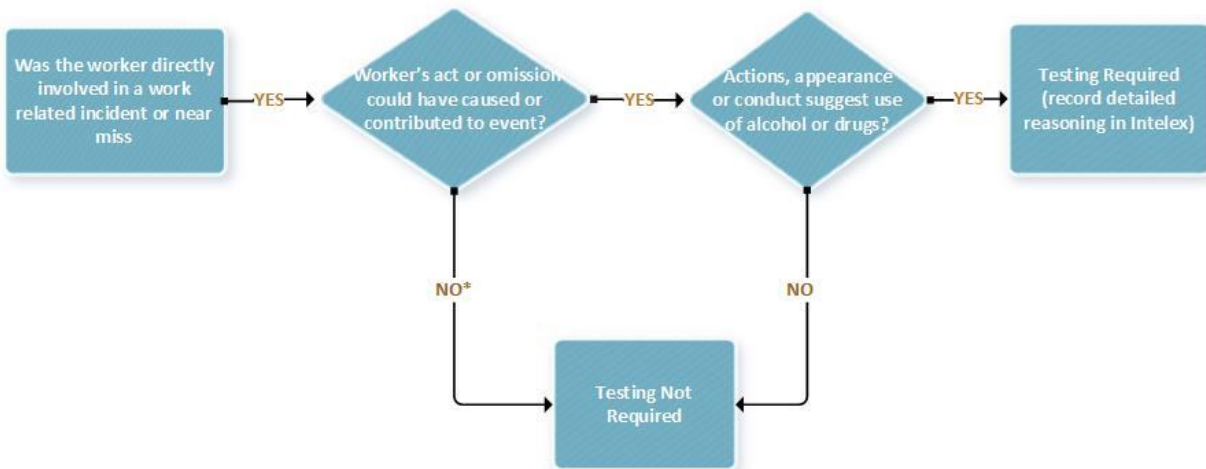 Was the worker directly
involved in a work
related incident or near
miss
YES
Worker's act or omission
could have caused or
contributed to event?
YES
Actions, appearance
or conduct suggest use
of alcohol or drugs?
YES
Testing Required
(record detailed
reasoning in Intelex)
NO*
NO
Testing Not
Required